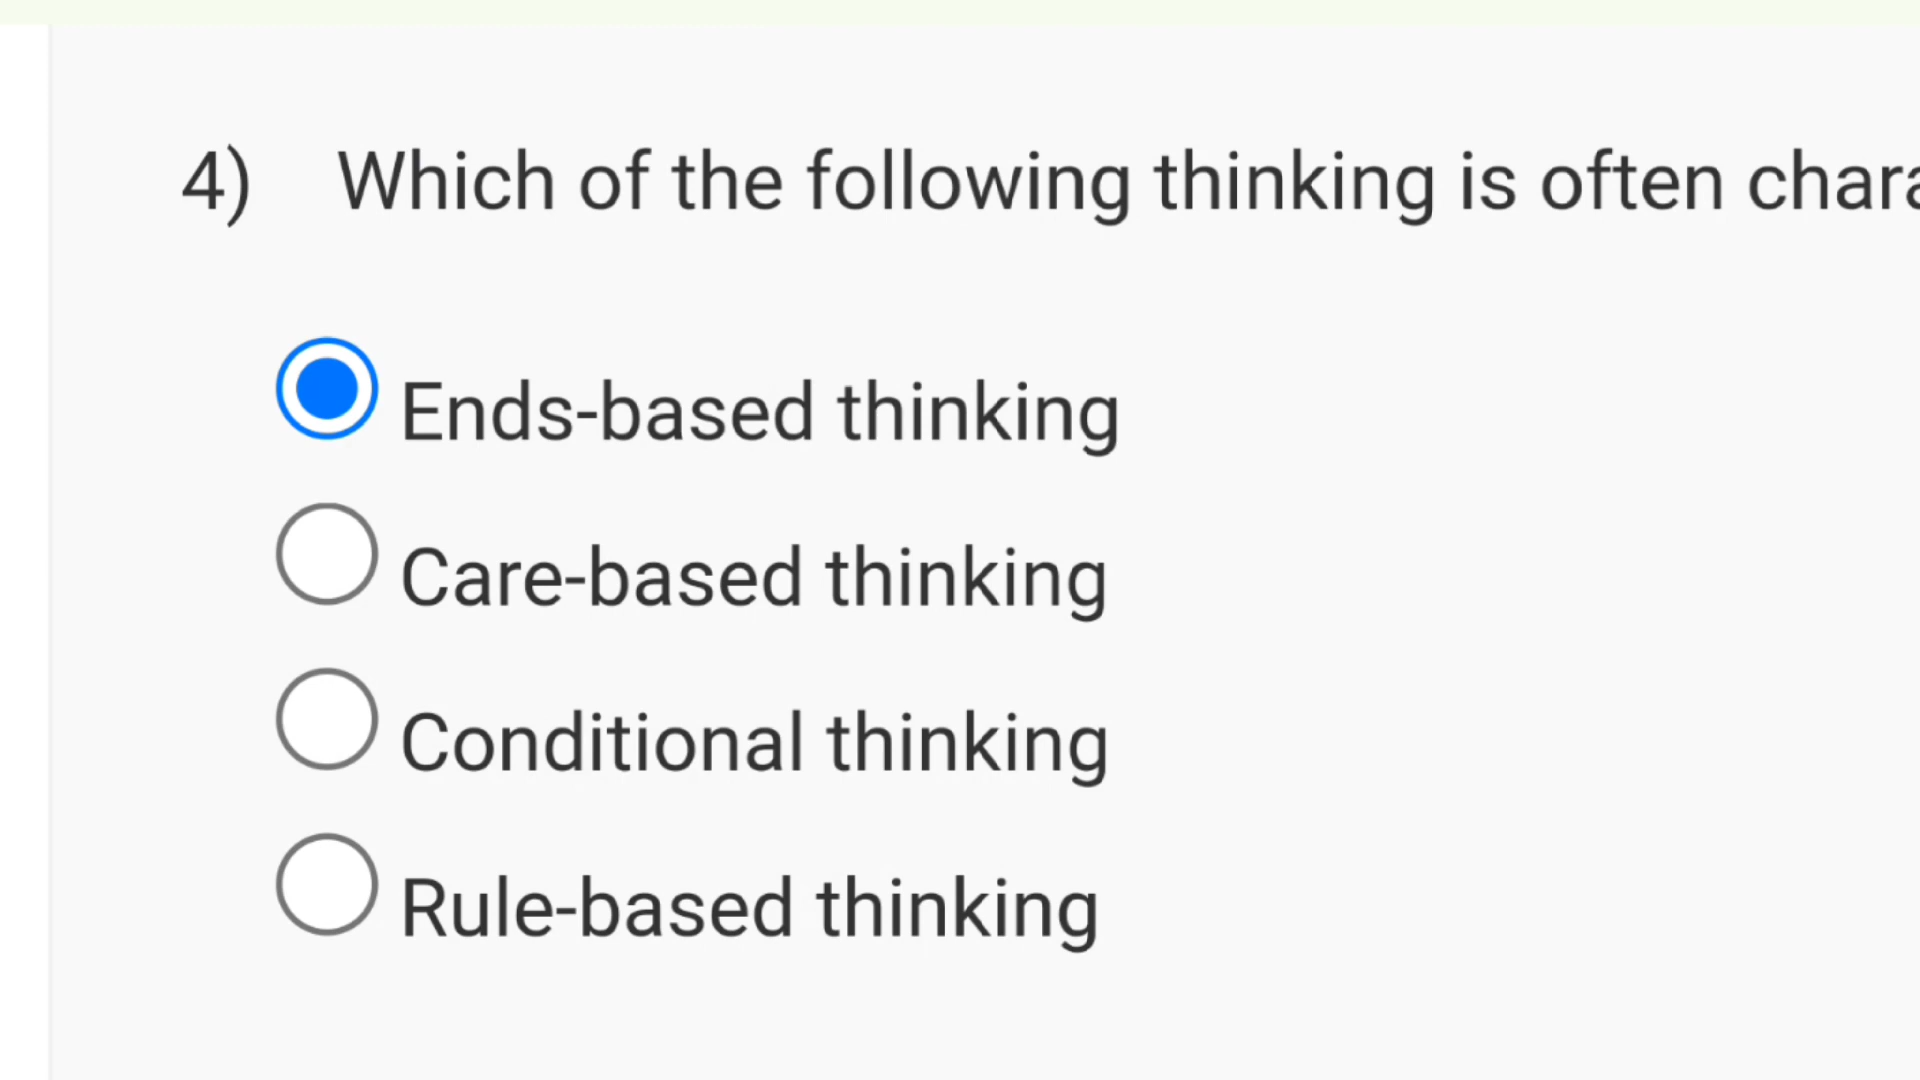 4) Which of the following thinking is often
Ends-based thinking
Care-based thinking
Conditional thinking
Rule-based thinking